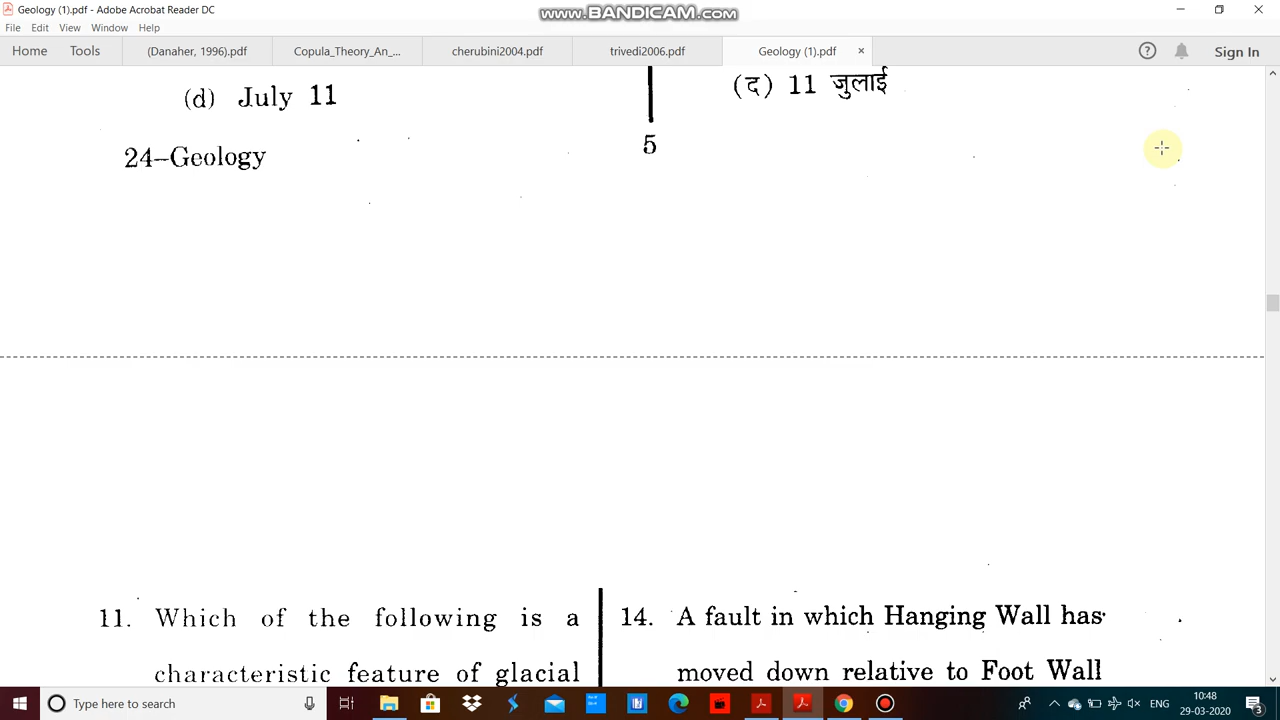 Geology (1).pdf - Adobe Acrobat Reader DC
www.BANDICAM.com
File Edit View Window Help
Home Tools (Danaher, 1996).pdf Copula_Theory_An_... cherubini2004.pdf trivedi2006.pdf Geology (1).pdf × Sign In
(d) July 11
24–Geology
5
(द) 11 जुलाई
11. Which of the following is a
characteristic feature of glacial
14. A fault in which Hanging Wall has
moved down relative to Foot Wall
Type here to search
ENG
10:48
29-03-2020
3